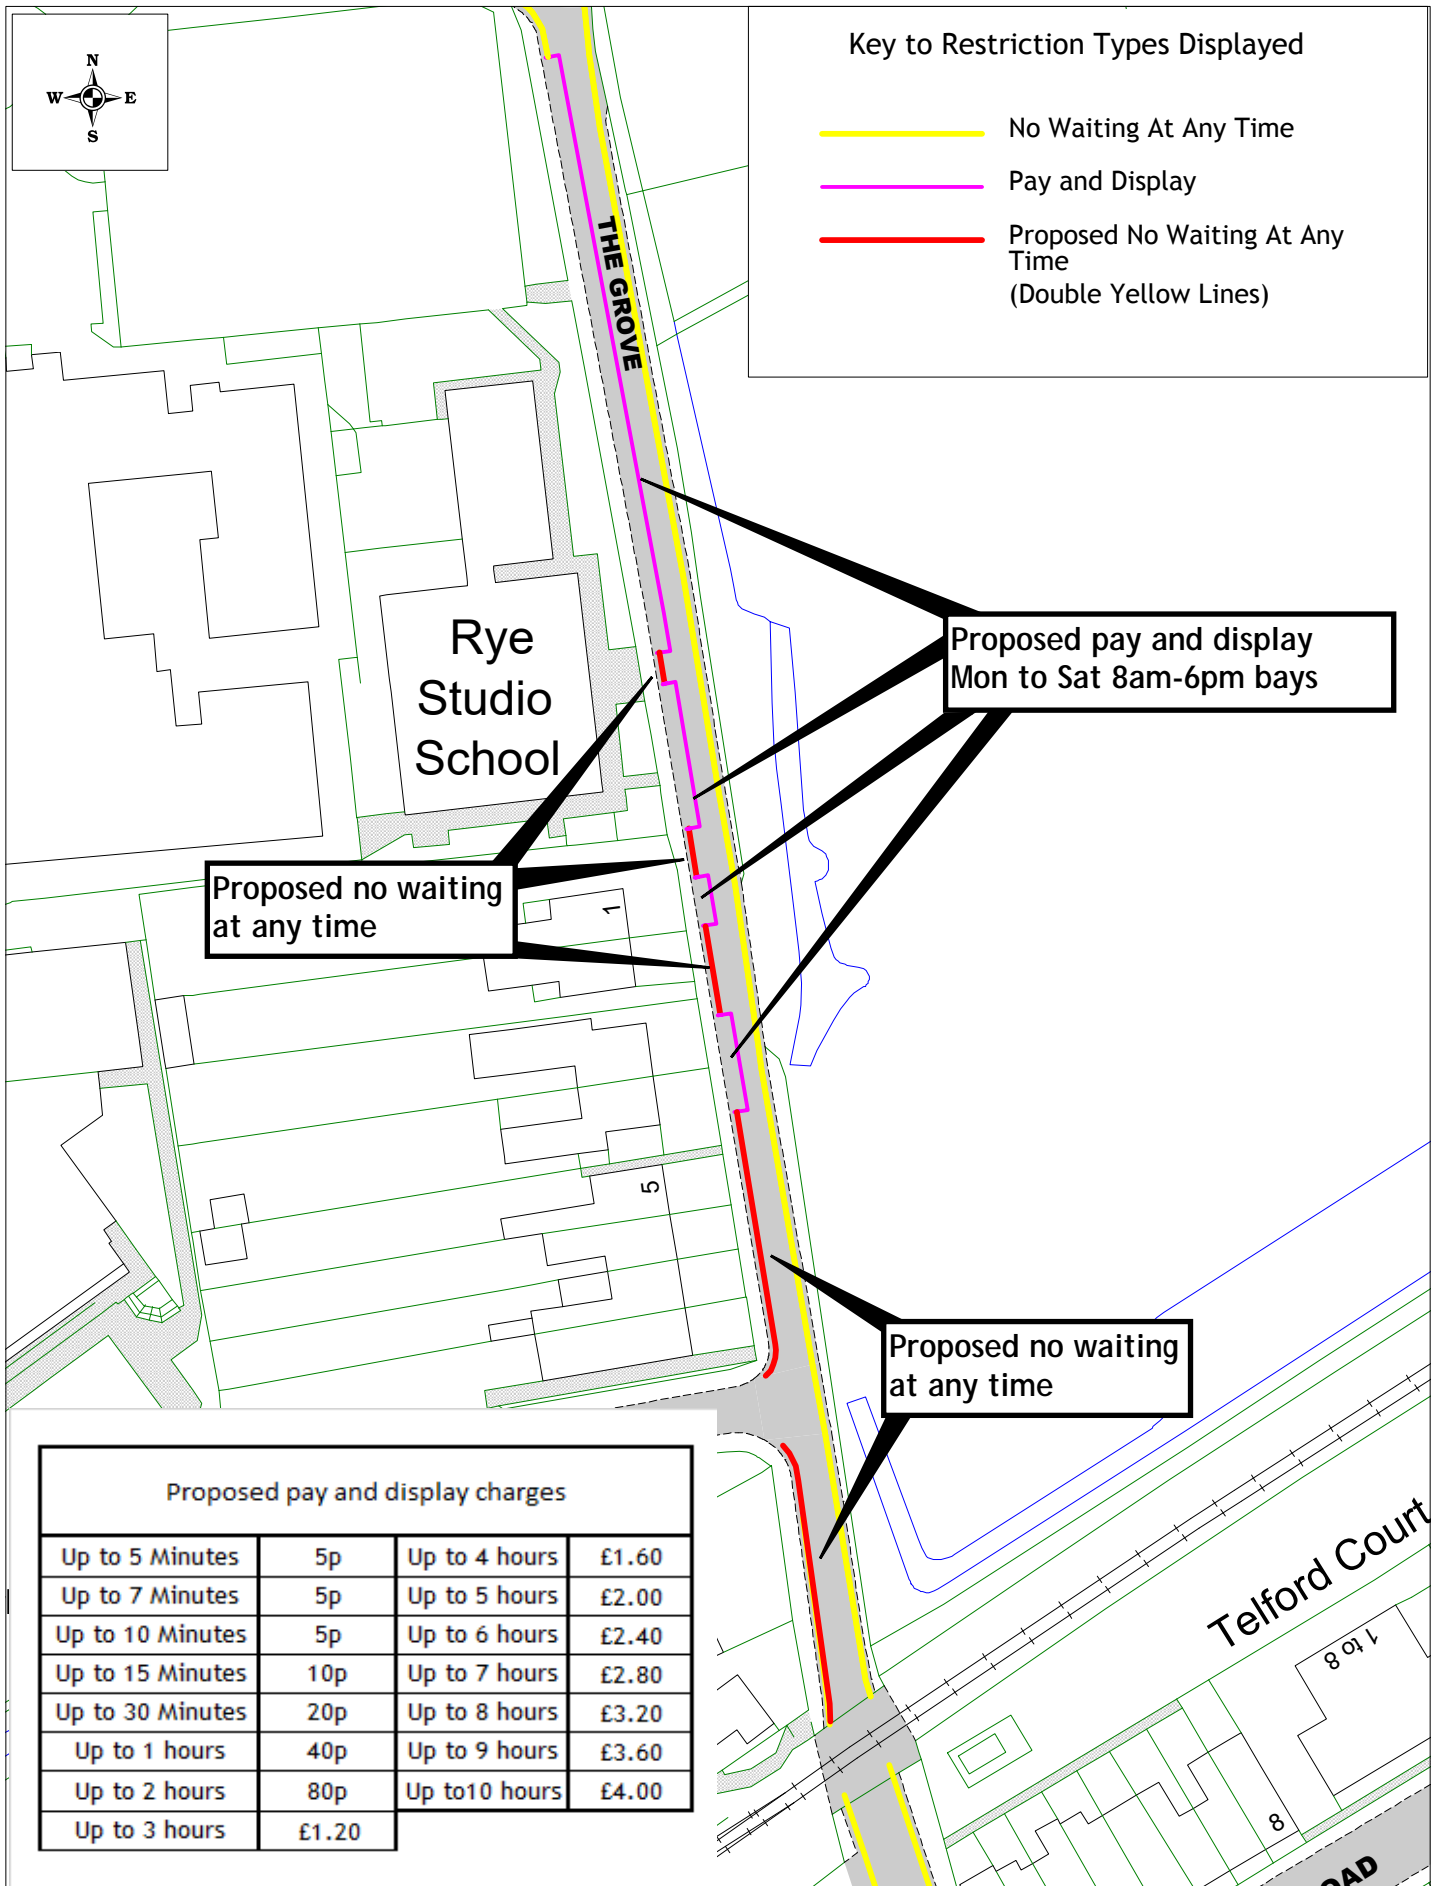 N
W E
S
Key to Restriction Types Displayed
No Waiting At Any Time
Pay and Display
Proposed No Waiting At Any
Time
(Double Yellow Lines)
THE GROVE
Rye
Studio
School
Proposed pay and display
Mon to Sat 8am-6pm bays
Proposed no waiting
at any time
1
5
Proposed no waiting
at any time
Telford Court
1 to 8
8
Proposed pay and display charges
Up to 5 Minutes 5p Up to 4 hours £1.60
Up to 7 Minutes 5p Up to 5 hours £2.00
Up to 10 Minutes 5p Up to 6 hours £2.40
Up to 15 Minutes 10p Up to 7 hours £2.80
Up to 30 Minutes 20p Up to 8 hours £3.20
Up to 1 hours 40p Up to 9 hours £3.60
Up to 2 hours 80p Up to10 hours £4.00
Up to 3 hours £1.20